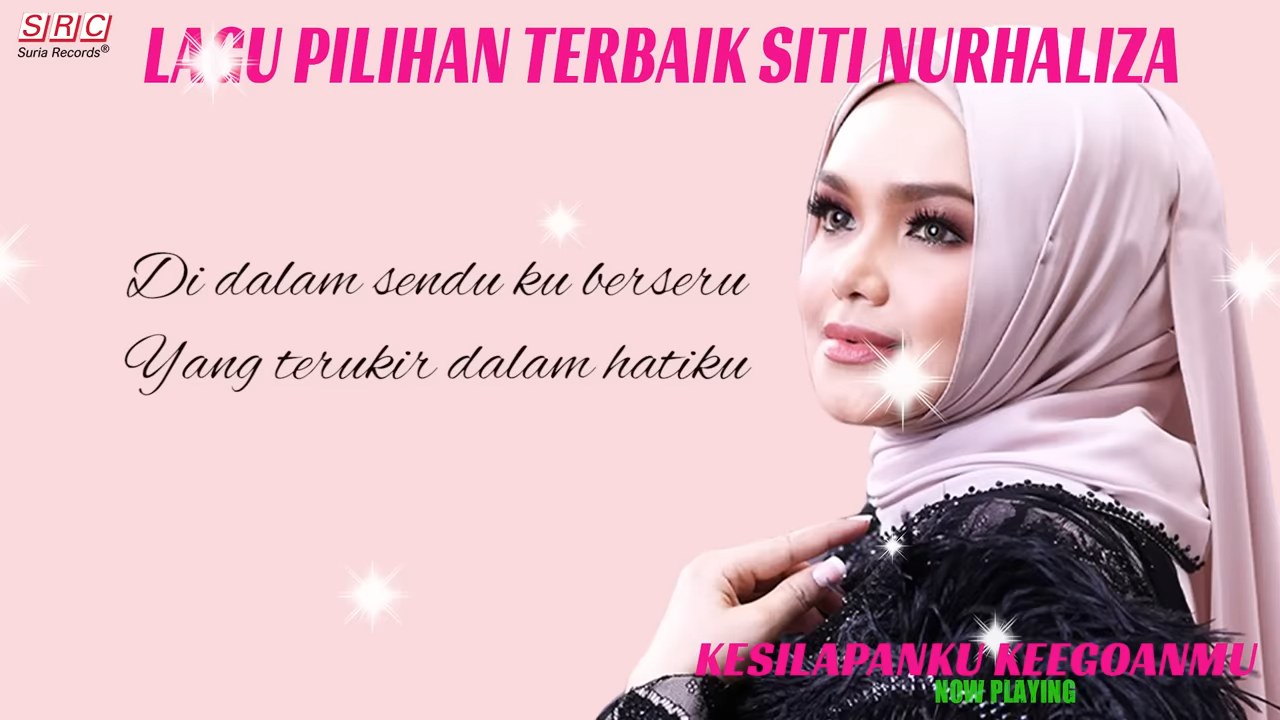 SRC
Suria Records®
LAGU PILIHAN TERBAIK SITI NURHALIZA
Di dalam sendu ku berseru
Yang terukir dalam hatiku
KESILAPANKU KEEGOANMU
NOW PLAYING